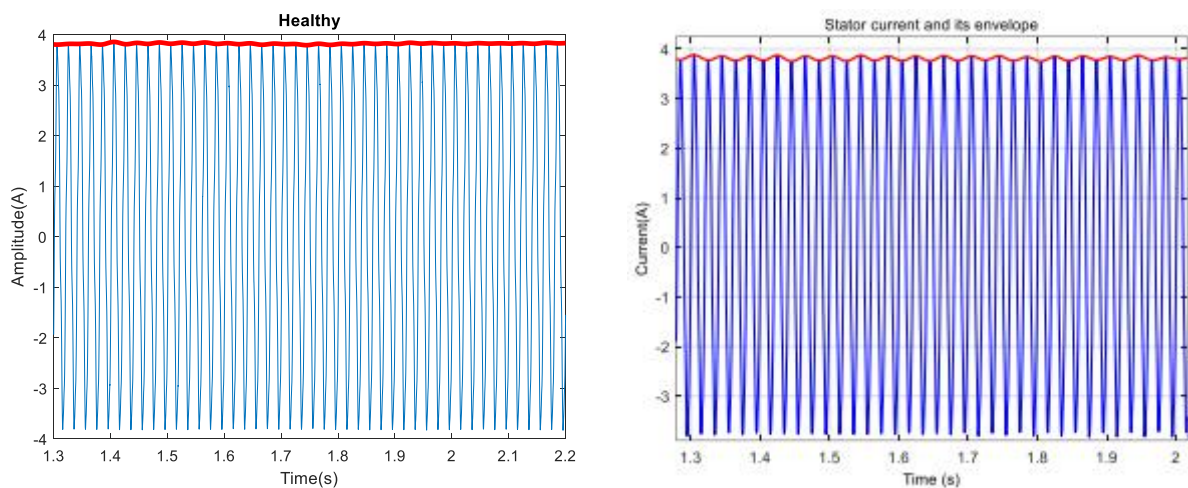 Healthy
4
3
2
1
0
-1
-2
-3
-4
Amplitude(A)
1.3 1.4 1.5 1.6 1.7 1.8 1.9 2 2.1 2.2
Time(s)
Stator current and its envelope
4
3
2
1
0
-1
-2
-3
Current(A)
1.3 1.4 1.5 1.6 1.7 1.8 1.9 2
Time (s)